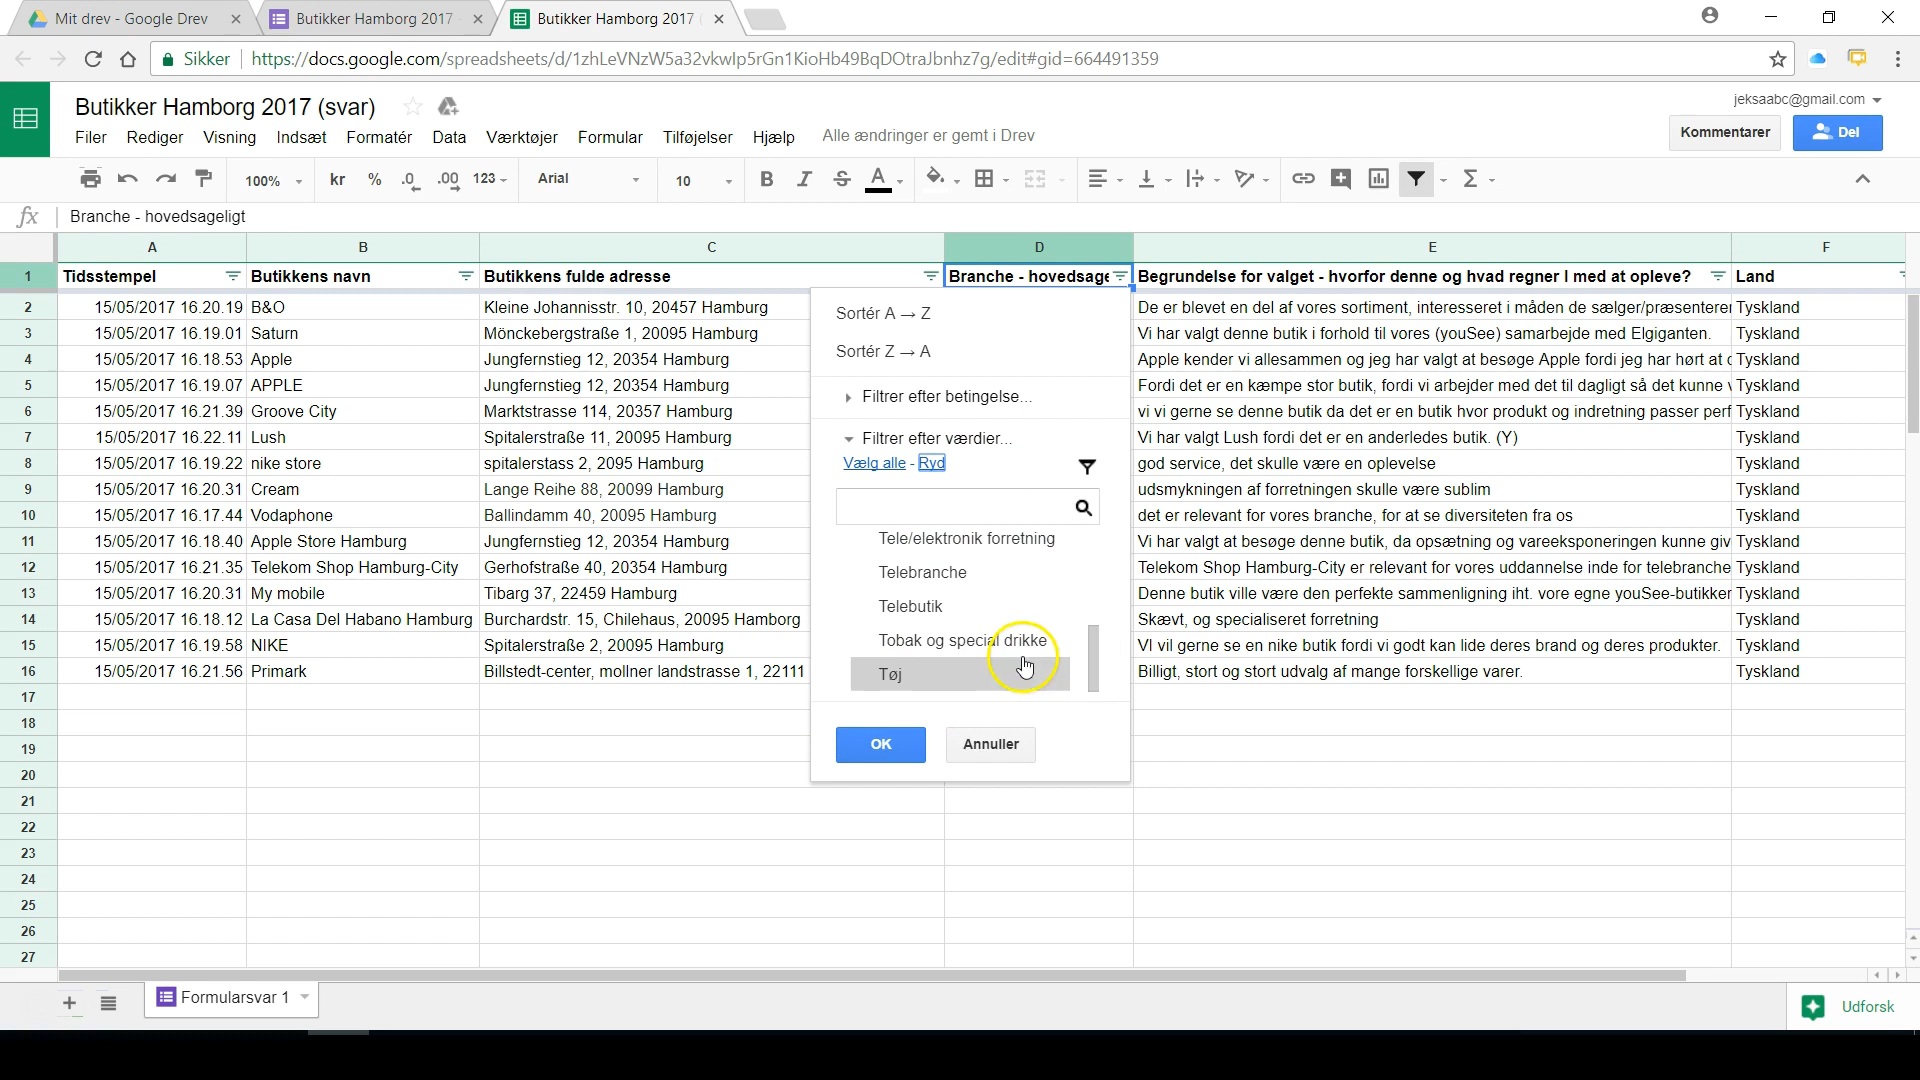 Mit drev - Google Drev
Butikker Hamborg 2017
Butikker Hamborg 2017
Sikker
https://docs.google.com/spreadsheets/d/1zhLeVNzW5a32vkwlp5rGn1KioHb49BqDOtraJbnhz7g/edit#gid=664491359
Butikker Hamborg 2017 (svar)
jeksaabc@gmail.com
Filer Rediger Visning Indsæt Formatér Data Værktøjer Formular Tilføjelser Hjælp Alle ændringer er gemt i Drev
Kommentarer Del
100% kr % .0 .00 123 Arial 10 B I S A Σ
fx Branche - hovedsageligt
A B C D E F
1 Tidsstempel Butikkens navn Butikkens fulde adresse Branche - hovedsage Begrundelse for valget - hvorfor denne og hvad regner I med at opleve? Land
2 15/05/2017 16.20.19 B&O Kleine Johannisstr. 10, 20457 Hamburg De er blevet en del af vores sortiment, interesseret i måden de sælger/præsenterer Tyskland
3 15/05/2017 16.19.01 Saturn Mönckebergstraße 1, 20095 Hamburg Vi har valgt denne butik i forhold til vores (youSee) samarbejde med Elgiganten. Tyskland
4 15/05/2017 16.18.53 Apple Jungfernstieg 12, 20354 Hamburg Apple kender vi allesammen og jeg har valgt at besøge Apple fordi jeg har hørt at Tyskland
5 15/05/2017 16.19.07 APPLE Jungfernstieg 12, 20354 Hamburg Fordi det er en kæmpe stor butik, fordi vi arbejder med det til dagligt så det kunne Tyskland
6 15/05/2017 16.21.39 Groove City Marktstrasse 114, 20357 Hamburg vi vi gerne se denne butik da det er en butik hvor produkt og indretning passer perf Tyskland
7 15/05/2017 16.22.11 Lush Spitalerstraße 11, 20095 Hamburg Vi har valgt Lush fordi det er en anderledes butik. (Y) Tyskland
8 15/05/2017 16.19.22 nike store spitalerstass 2, 2095 Hamburg god service, det skulle være en oplevelse Tyskland
9 15/05/2017 16.20.31 Cream Lange Reihe 88, 20099 Hamburg udsmykningen af forretningen skulle være sublim Tyskland
10 15/05/2017 16.17.44 Vodaphone Ballindamm 40, 20095 Hamburg det er relevant for vores branche, for at se diversiteten fra os Tyskland
11 15/05/2017 16.18.40 Apple Store Hamburg Jungfernstieg 12, 20354 Hamburg Vi har valgt at besøge denne butik, da opsætning og vareeksponeringen kunne giv Tyskland
12 15/05/2017 16.21.35 Telekom Shop Hamburg-City Gerhofstraße 40, 20354 Hamburg Telekom Shop Hamburg-City er relevant for vores uddannelse inde for telebranche Tyskland
13 15/05/2017 16.20.31 My mobile Tibarg 37, 22459 Hamburg Denne butik ville være den perfekte sammenligning iht. vore egne youSee-butikker Tyskland
14 15/05/2017 16.18.12 La Casa Del Habano Hamburg Burchardstr. 15, Chilehaus, 20095 Hamborg Skævt, og specialiseret forretning Tyskland
15 15/05/2017 16.19.58 NIKE Spitalerstraße 2, 20095 Hamburg VI vil gerne se en nike butik fordi vi godt kan lide deres brand og deres produkter. Tyskland
16 15/05/2017 16.21.56 Primark Billstedt-center, mollner landstrasse 1, 22111 Billigt, stort og stort udvalg af mange forskellige varer. Tyskland
17
18
19
20
21
22
23
24
25
26
27
Sortér A → Z
Sortér Z → A
Filtrer efter betingelse...
Filtrer efter værdier...
Vælg alle - Ryd
Tele/elektronik forretning
Telebranche
Telebutik
Tobak og special drikke
Tøj
OK Annuller
+ Formularsvar 1 Udforsk